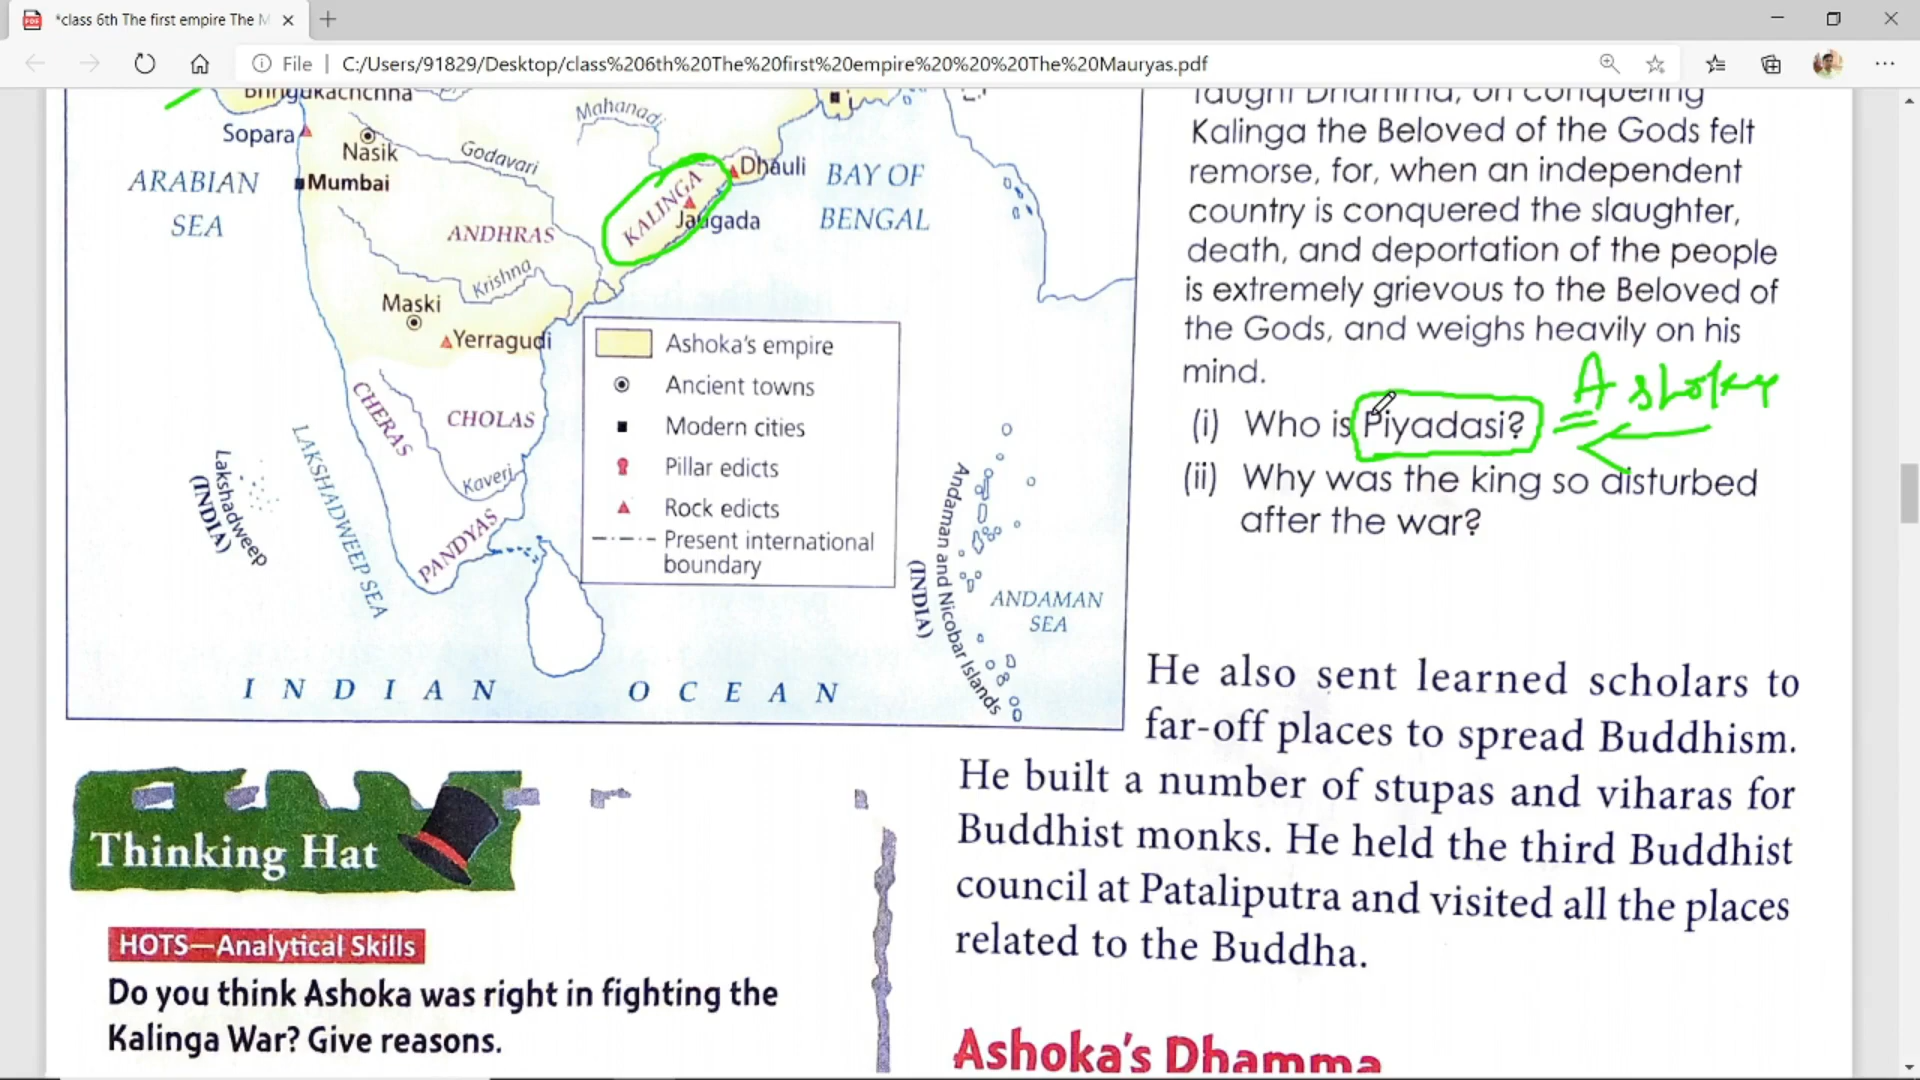 *class 6th The first empire The M
File
C:/Users/91829/Desktop/class%206th%20The%20first%20empire%20%20%20The%20Mauryas.pdf
Sopara
Nasik
Mumbai
ARABIAN
SEA
Mahanadi
Godavari
KALINGA
Dhauli
Jaugada
BAY OF
BENGAL
ANDHRAS
Krishna
Maski
Yerragudi
CHERAS
CHOLAS
Kaveri
PANDYAS
Lakshadweep
(INDIA)
LAKSHADWEEP SEA
Ashoka's empire
Ancient towns
Modern cities
Pillar edicts
Rock edicts
Present international
boundary
Andaman and Nicobar Islands
(INDIA)
ANDAMAN
SEA
INDIAN OCEAN
taught Dhamma, on conquering
Kalinga the Beloved of the Gods felt
remorse, for, when an independent
country is conquered the slaughter,
death, and deportation of the people
is extremely grievous to the Beloved of
the Gods, and weighs heavily on his
mind.
(i) Who is Piyadasi?
Ashoka
(ii) Why was the king so disturbed
after the war?
He also sent learned scholars to
far-off places to spread Buddhism.
He built a number of stupas and viharas for
Buddhist monks. He held the third Buddhist
council at Pataliputra and visited all the places
related to the Buddha.
Thinking Hat
HOTS—Analytical Skills
Do you think Ashoka was right in fighting the
Kalinga War? Give reasons.
Ashoka's Dhamma